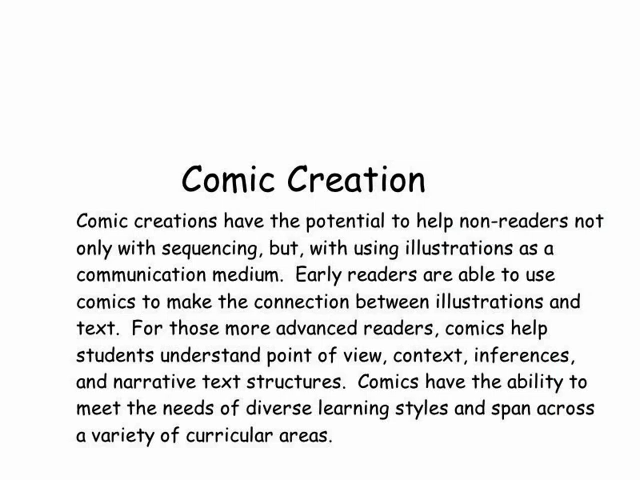 Comic Creation
Comic creations have the potential to help non-readers not
only with sequencing, but, with using illustrations as a
communication medium.  Early readers are able to use
comics to make the connection between illustrations and
text.  For those more advanced readers, comics help
students understand point of view, context, inferences,
and narrative text structures.  Comics have the ability to
meet the needs of diverse learning styles and span across
a variety of curricular areas.